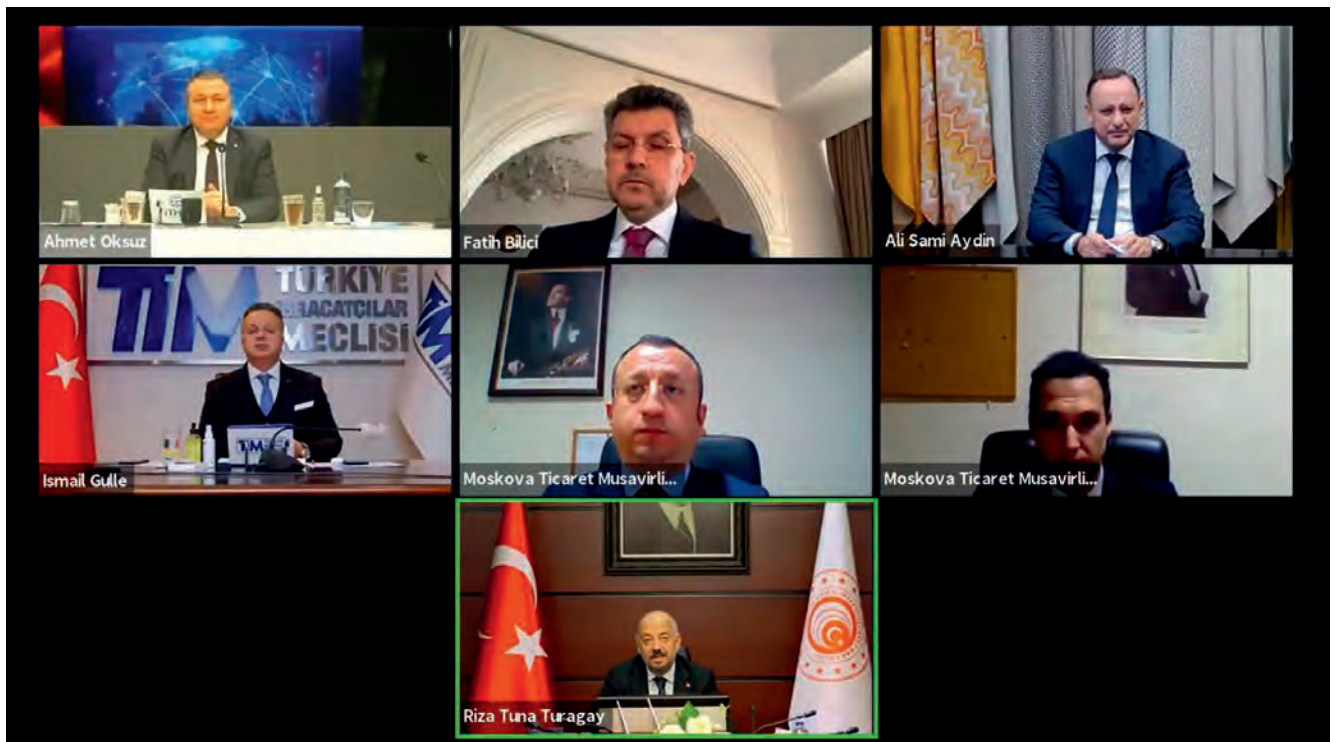 Ahmet Oksuz
Fatih Bilici
Ali Sami Aydin
TİM TÜRKİYE
İHRACATÇILAR
MECLİSİ
TİM
Ismail Gulle
Moskova Ticaret Musavirli...
Moskova Ticaret Musavirli...
Riza Tuna Turagay